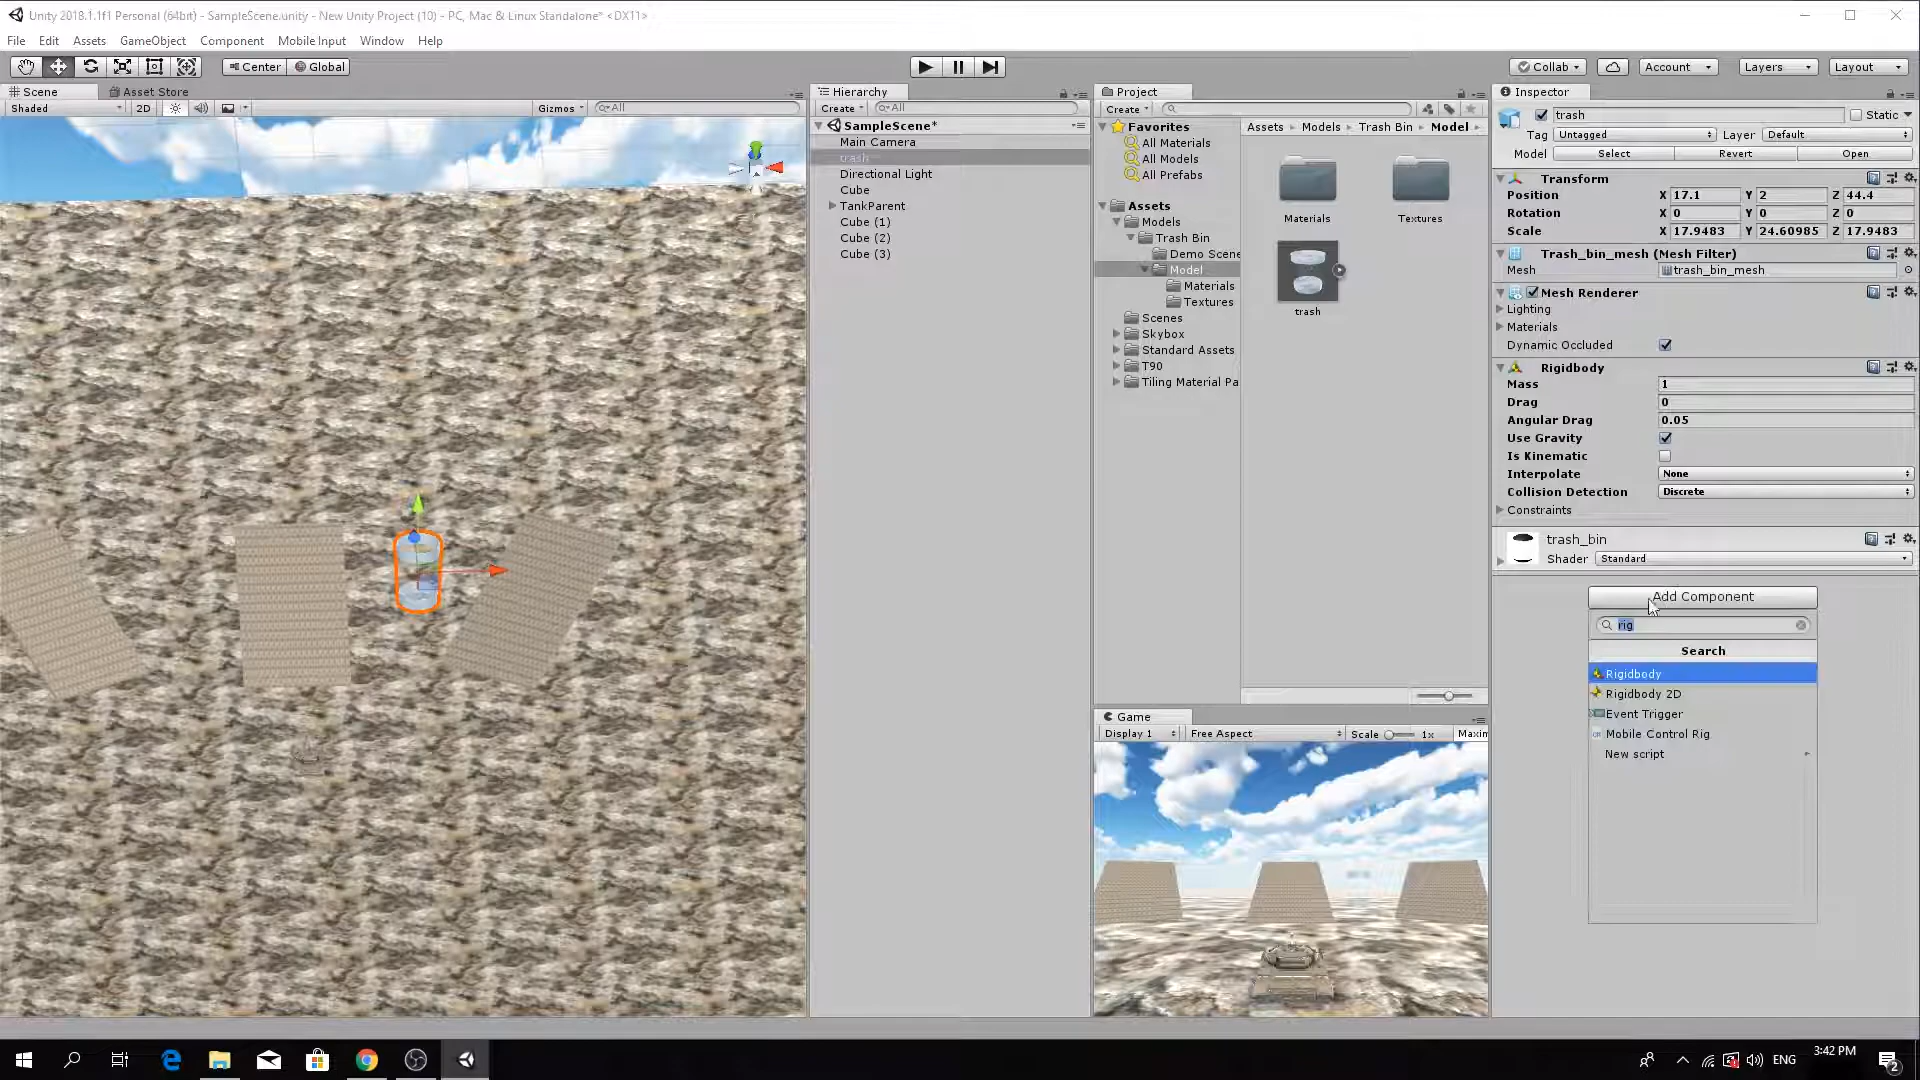 Unity 2018.1.1f1 Personal (64bit) - SampleScene.unity - New Unity Project (10) - PC, Mac & Linux Standalone* <DX11>
File Edit Assets GameObject Component Mobile Input Window Help
Center Global Collab Account Layers Layout
Scene Asset Store
Shaded 2D Gizmos All
Hierarchy
Create All
SampleScene*
Main Camera
trash
Directional Light
Cube
TankParent
Cube (1)
Cube (2)
Cube (3)
Project
Create
Favorites
All Materials
All Models
All Prefabs
Assets
Models
Trash Bin
Demo Scene
Model
Materials
Textures
Scenes
Skybox
Standard Assets
T90
Tiling Material Pa
Assets Models Trash Bin Model
Materials Textures
trash
Game
Display 1 Free Aspect Scale 1x Maxim
Inspector
trash Static
Tag Untagged Layer Default
Model Select Revert Open
Transform
Position X 17.1 Y 2 Z 44.4
Rotation X 0 Y 0 Z 0
Scale X 17.9483 Y 24.60985 Z 17.9483
Trash_bin_mesh (Mesh Filter)
Mesh trash_bin_mesh
Mesh Renderer
Lighting
Materials
Dynamic Occluded
Rigidbody
Mass 1
Drag 0
Angular Drag 0.05
Use Gravity
Is Kinematic
Interpolate None
Collision Detection Discrete
Constraints
trash_bin
Shader Standard
Add Component
rig
Search
Rigidbody
Rigidbody 2D
Event Trigger
Mobile Control Rig
New script
ENG 3:42 PM 2